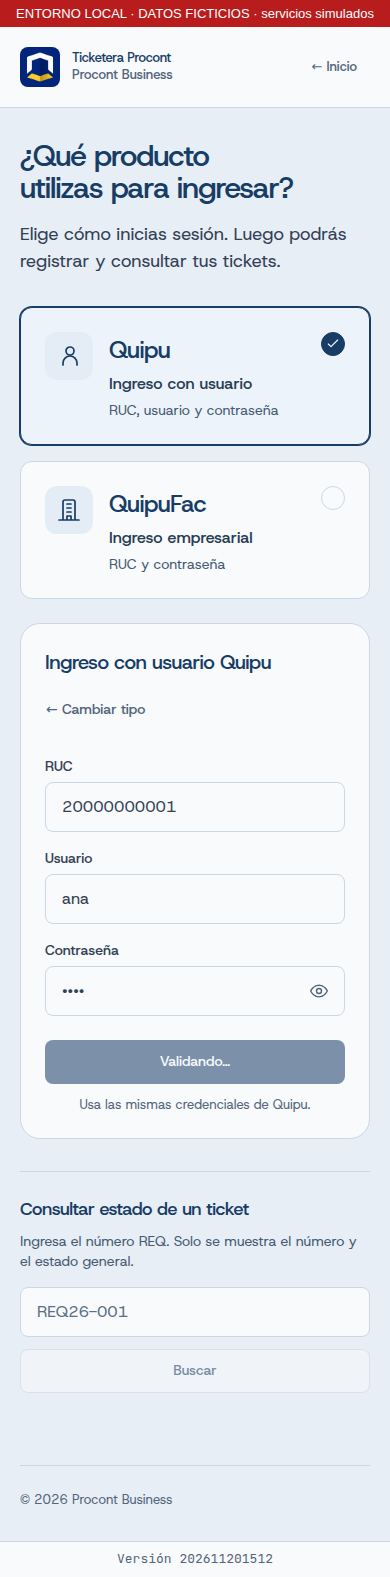 ENTORNO LOCAL · DATOS FICTICIOS · servicios simulados
Ticketera Procont
Procont Business
← Inicio
¿Qué producto
utilizas para ingresar?
Elige cómo inicias sesión. Luego podrás
registrar y consultar tus tickets.
Quipu
Ingreso con usuario
RUC, usuario y contraseña
QuipuFac
Ingreso empresarial
RUC y contraseña
Ingreso con usuario Quipu
← Cambiar tipo
RUC
20000000001
Usuario
ana
Contraseña
••••
Validando…
Usa las mismas credenciales de Quipu.
Consultar estado de un ticket
Ingresa el número REQ. Solo se muestra el número y
el estado general.
REQ26-001
Buscar
© 2026 Procont Business
Versión 202611201512